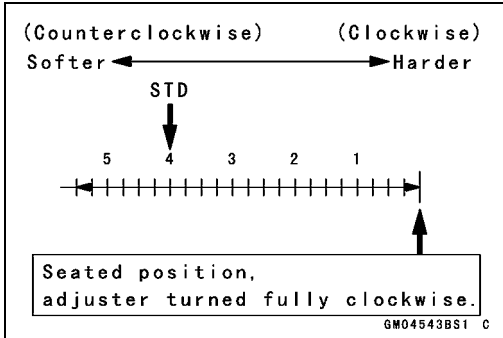 (Counterclockwise) (Clockwise)
Softer Harder
STD
5 4 3 2 1
Seated position,
adjuster turned fully clockwise.
GM04543BS1 C